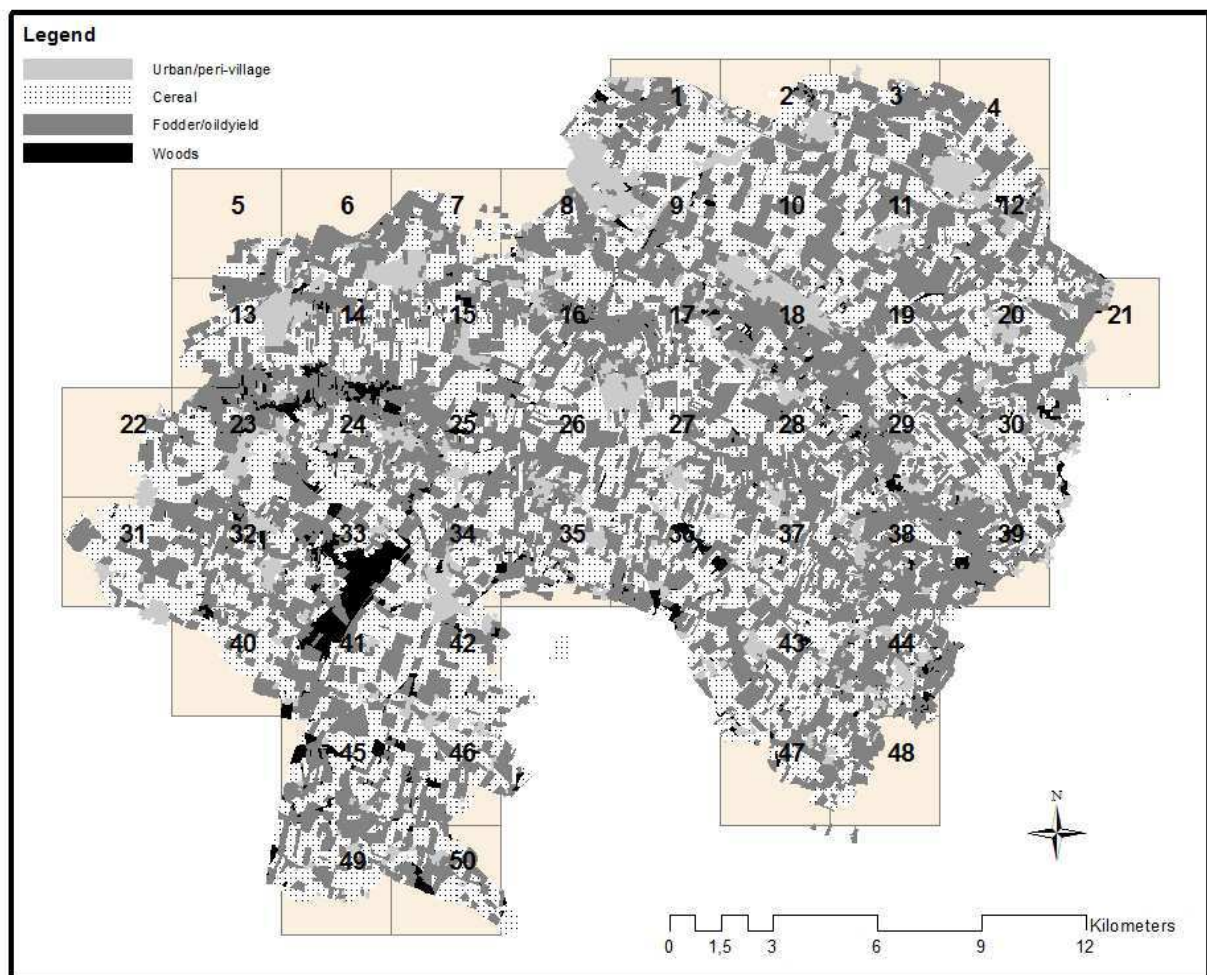 Legend
Urban/peri-village
Cereal
Fodder/oildyield
Woods
1 2 3 4
5 6 7 8 9 10 11 12
13 14 15 16 17 18 19 20 21
22 23 24 25 26 27 28 29 30
31 32 33 34 35 36 37 38 39
40 41 42 43 44
45 46 47 48
49 50
N
Kilometers
0 1,5 3 6 9 12